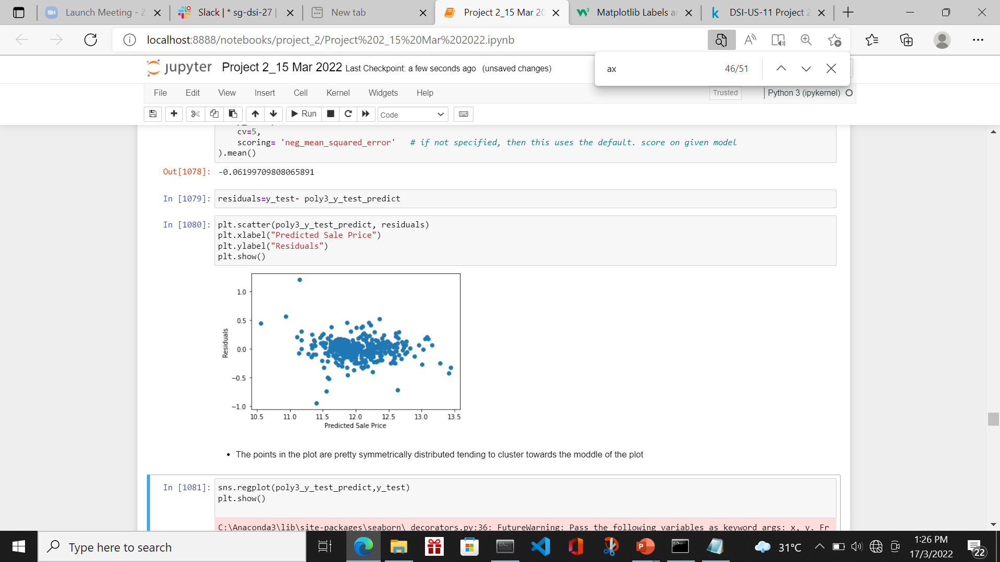 Launch Meeting - Z
Slack | * sg-dsi-27 |
New tab
Project 2_15 Mar 20
Matplotlib Labels a
DSI-US-11 Project 2
localhost:8888/notebooks/project_2/Project%202_15%20Mar%202022.ipynb
ax
46/51
jupyter Project 2_15 Mar 2022 Last Checkpoint: a few seconds ago (unsaved changes)
File Edit View Insert Cell Kernel Widgets Help
Trusted
Python 3 (ipykernel)
Run
Code
cv=5,
scoring= 'neg_mean_squared_error' # if not specified, then this uses the default. score on given model
).mean()
Out[1078]: -0.06199709808065891
In [1079]: residuals=y_test- poly3_y_test_predict
In [1080]: plt.scatter(poly3_y_test_predict, residuals)
plt.xlabel("Predicted Sale Price")
plt.ylabel("Residuals")
plt.show()
1.0
0.5
0.0
−0.5
−1.0
Residuals
10.5 11.0 11.5 12.0 12.5 13.0 13.5
Predicted Sale Price
• The points in the plot are pretty symmetrically distributed tending to cluster towards the moddle of the plot
In [1081]: sns.regplot(poly3_y_test_predict,y_test)
plt.show()
C:\Anaconda3\lib\site-packages\seaborn\_decorators.py:36: FutureWarning: Pass the following variables as keyword args: x, y. Fr
Type here to search
31°C
1:26 PM
17/3/2022
22